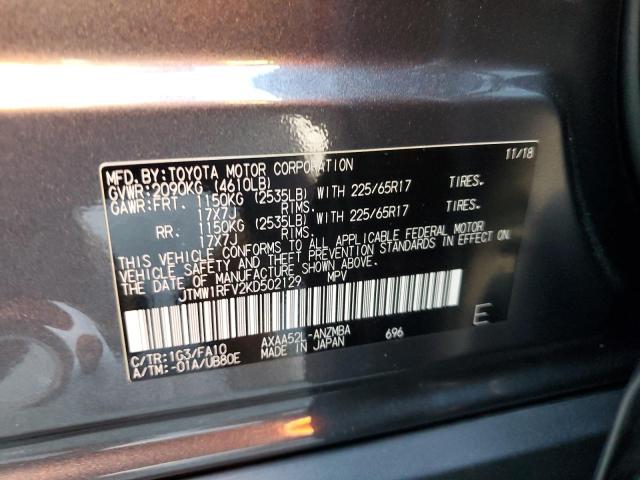 MFD. BY: TOYOTA MOTOR CORPORATION 11/18
GVWR: 2090KG (4610LB)
GAWR: FRT. 1150KG (2535LB) WITH 225/65R17 TIRES.
17X7J RIMS.
RR. 1150KG (2535LB) WITH 225/65R17 TIRES.
17X7J RIMS.
THIS VEHICLE CONFORMS TO ALL APPLICABLE FEDERAL MOTOR
VEHICLE SAFETY AND THEFT PREVENTION STANDARDS IN EFFECT ON
THE DATE OF MANUFACTURE SHOWN ABOVE.
JTMW1RFV2KD502129 MPV
C/TR: 1G3/FA10 AXAA52L-ANZMBA 696 E
A/TM: -01A/UB80E MADE IN JAPAN